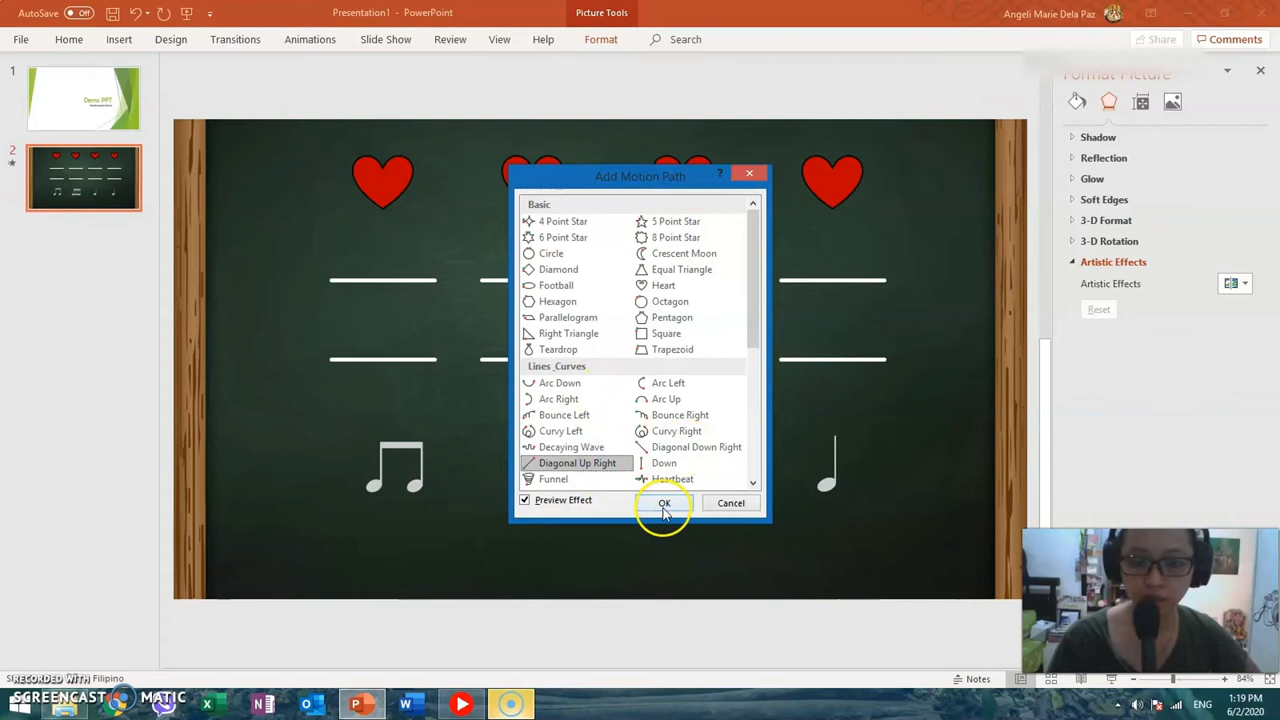 AutoSave Off
Presentation1 - PowerPoint
Picture Tools
Angeli Marie Dela Paz
File Home Insert Design Transitions Animations Slide Show Review View Help Format Search
Share Comments
1
Demo PPT
2
Format Picture
Shadow
Reflection
Glow
Soft Edges
3-D Format
3-D Rotation
Artistic Effects
Artistic Effects
Reset
Add Motion Path
?
Basic
4 Point Star 5 Point Star
6 Point Star 8 Point Star
Circle Crescent Moon
Diamond Equal Triangle
Football Heart
Hexagon Octagon
Parallelogram Pentagon
Right Triangle Square
Teardrop Trapezoid
Lines_Curves
Arc Down Arc Left
Arc Right Arc Up
Bounce Left Bounce Right
Curvy Left Curvy Right
Decaying Wave Diagonal Down Right
Diagonal Up Right Down
Funnel Heartbeat
Preview Effect OK Cancel
Filipino
Notes
84%
RECORDED WITH
SCREENCAST MATIC
ENG
1:19 PM
6/2/2020